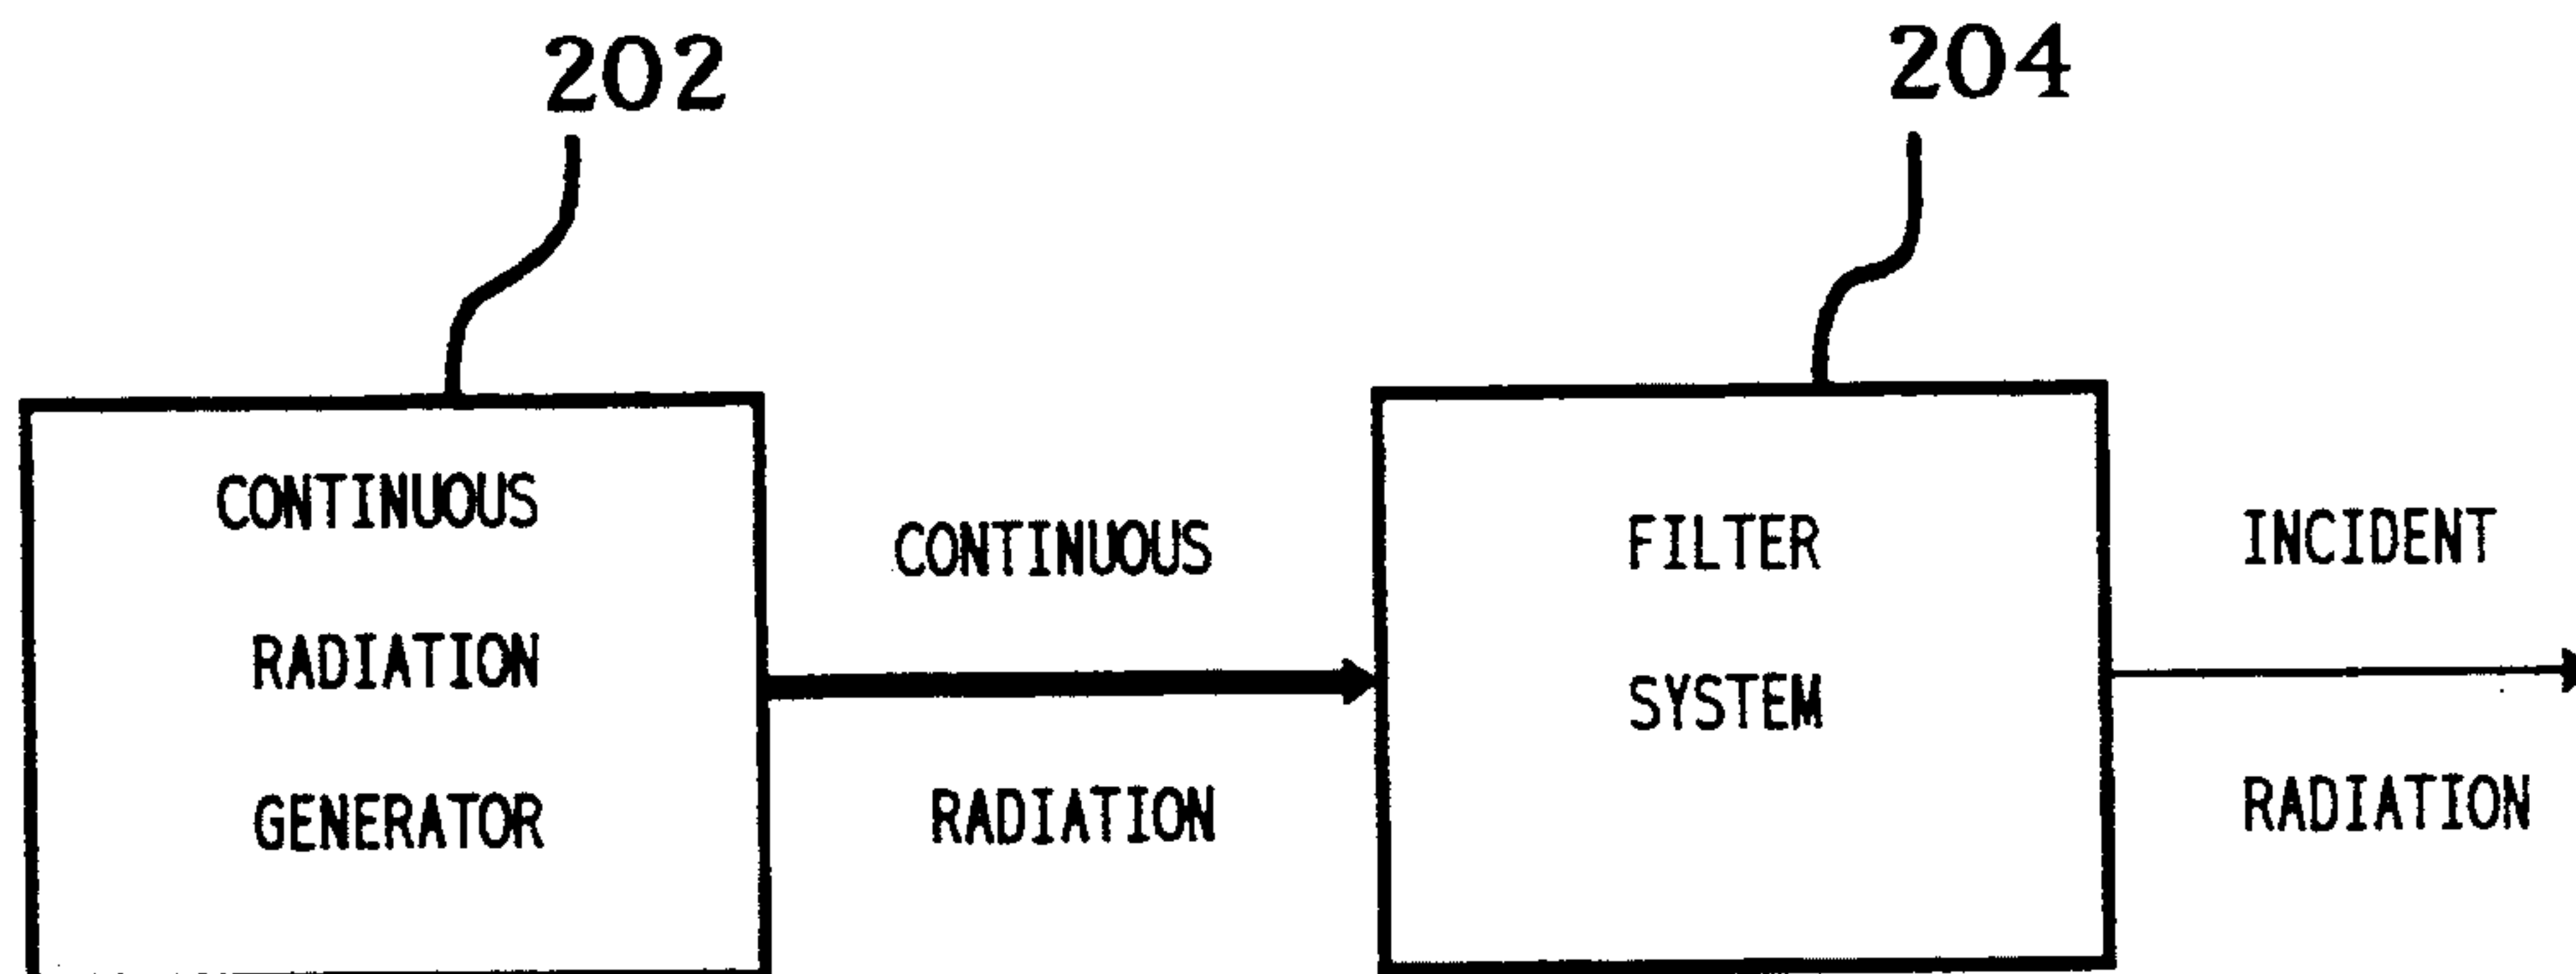 202
204
CONTINUOUS
RADIATION
GENERATOR
CONTINUOUS
RADIATION
FILTER
SYSTEM
INCIDENT
RADIATION